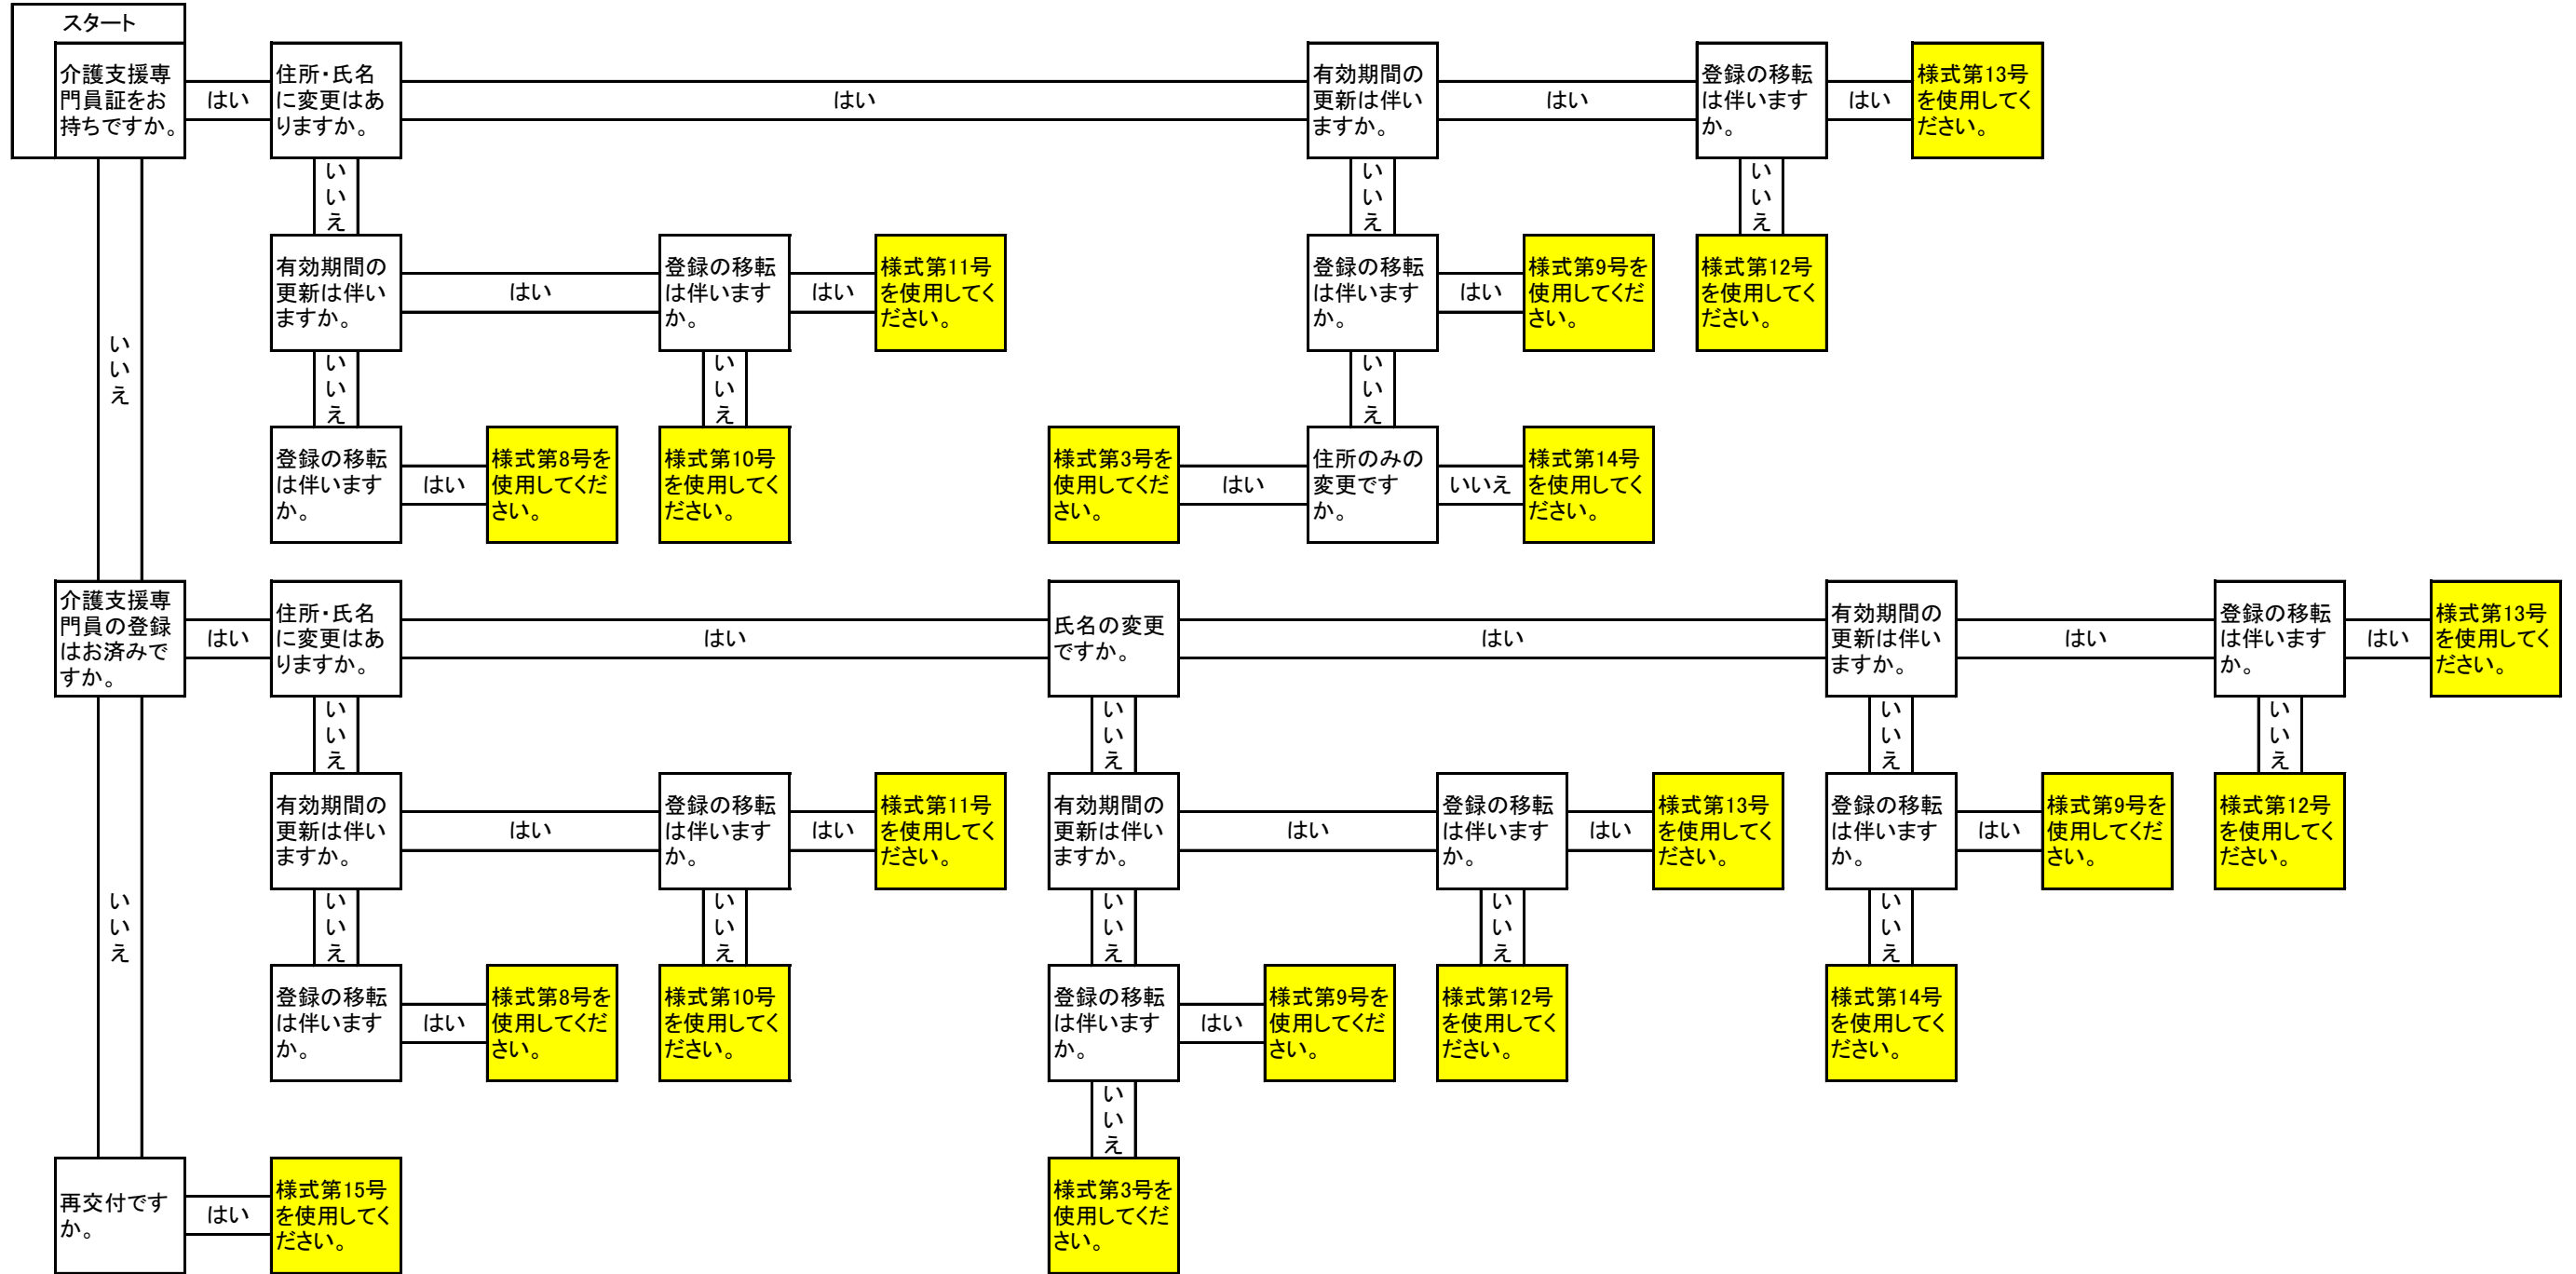 スタート
介護支援専
門員証をお
持ちですか。
はい
住所・氏名
に変更はあ
りますか。
はい
有効期間の
更新は伴い
ますか。
はい
登録の移転
は伴います
か。
はい
様式第13号
を使用してく
ださい。
いいえ
いいえ
いいえ
有効期間の
更新は伴い
ますか。
はい
登録の移転
は伴います
か。
はい
様式第11号
を使用してく
ださい。
登録の移転
は伴います
か。
はい
様式第9号を
使用してくだ
さい。
様式第12号
を使用してく
ださい。
いいえ
いいえ
いいえ
いいえ
登録の移転
は伴います
か。
はい
様式第8号を
使用してくだ
さい。
様式第10号
を使用してく
ださい。
様式第3号を
使用してくだ
さい。
はい
住所のみの
変更です
か。
いいえ
様式第14号
を使用してく
ださい。
介護支援専
門員の登録
はお済みで
すか。
はい
住所・氏名
に変更はあ
りますか。
はい
氏名の変更
ですか。
はい
有効期間の
更新は伴い
ますか。
はい
登録の移転
は伴います
か。
はい
様式第13号
を使用してく
ださい。
いいえ
いいえ
いいえ
いいえ
有効期間の
更新は伴い
ますか。
はい
登録の移転
は伴います
か。
はい
様式第11号
を使用してく
ださい。
有効期間の
更新は伴い
ますか。
はい
登録の移転
は伴います
か。
はい
様式第13号
を使用してく
ださい。
登録の移転
は伴います
か。
はい
様式第9号を
使用してくだ
さい。
様式第12号
を使用してく
ださい。
いいえ
いいえ
いいえ
いいえ
いいえ
いいえ
登録の移転
は伴います
か。
はい
様式第8号を
使用してくだ
さい。
様式第10号
を使用してく
ださい。
登録の移転
は伴います
か。
はい
様式第9号を
使用してくだ
さい。
様式第12号
を使用してく
ださい。
様式第14号
を使用してく
ださい。
いいえ
再交付です
か。
はい
様式第15号
を使用してく
ださい。
様式第3号を
使用してくだ
さい。